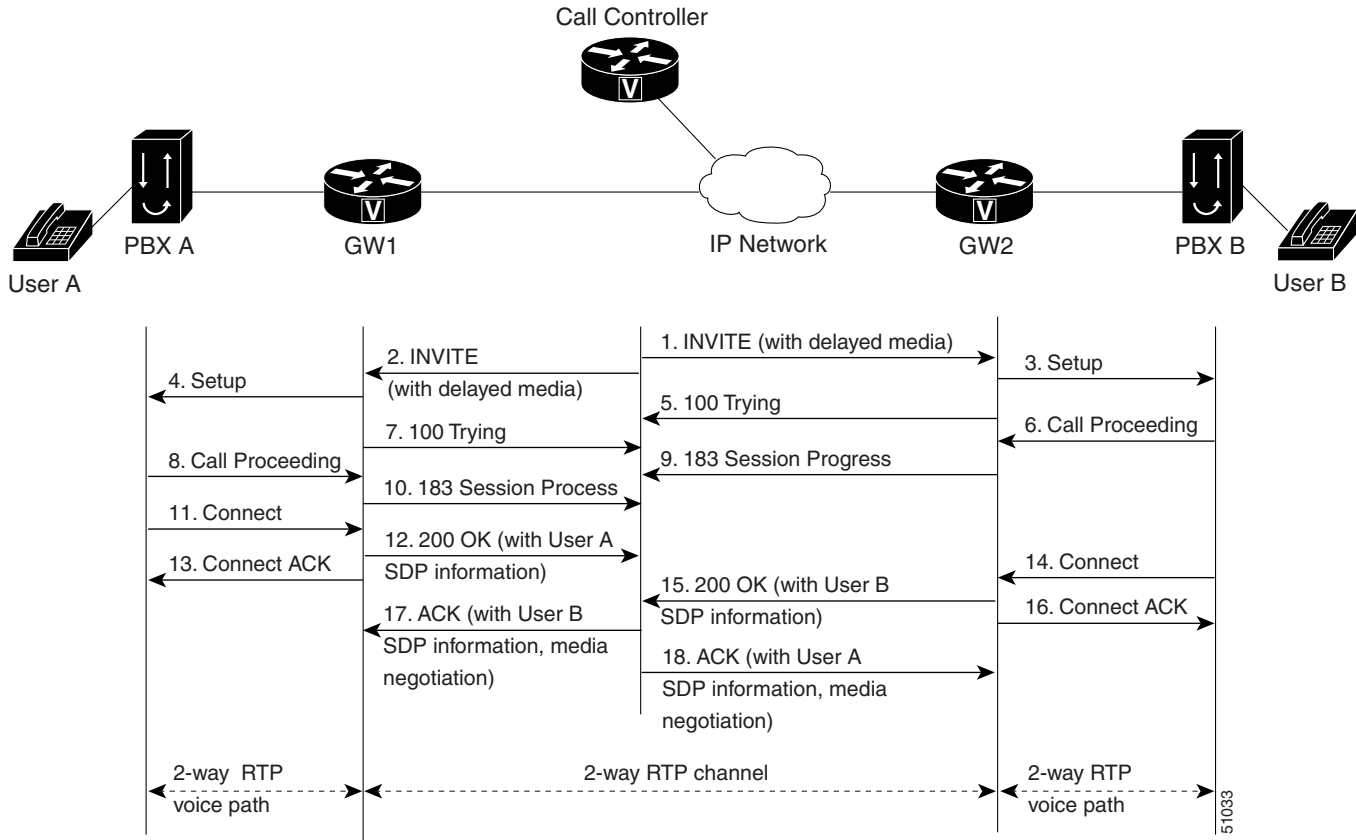 Call Controller
V
V
V
PBX A
GW1
IP Network
GW2
PBX B
User A
User B
1. INVITE (with delayed media)
2. INVITE
(with delayed media)
3. Setup
4. Setup
5. 100 Trying
6. Call Proceeding
7. 100 Trying
8. Call Proceeding
9. 183 Session Progress
10. 183 Session Process
11. Connect
12. 200 OK (with User A
SDP information)
13. Connect ACK
14. Connect
15. 200 OK (with User B
SDP information)
16. Connect ACK
17. ACK (with User B
SDP information, media
negotiation)
18. ACK (with User A
SDP information, media
negotiation)
2-way RTP
voice path
2-way RTP channel
2-way RTP
voice path
51033